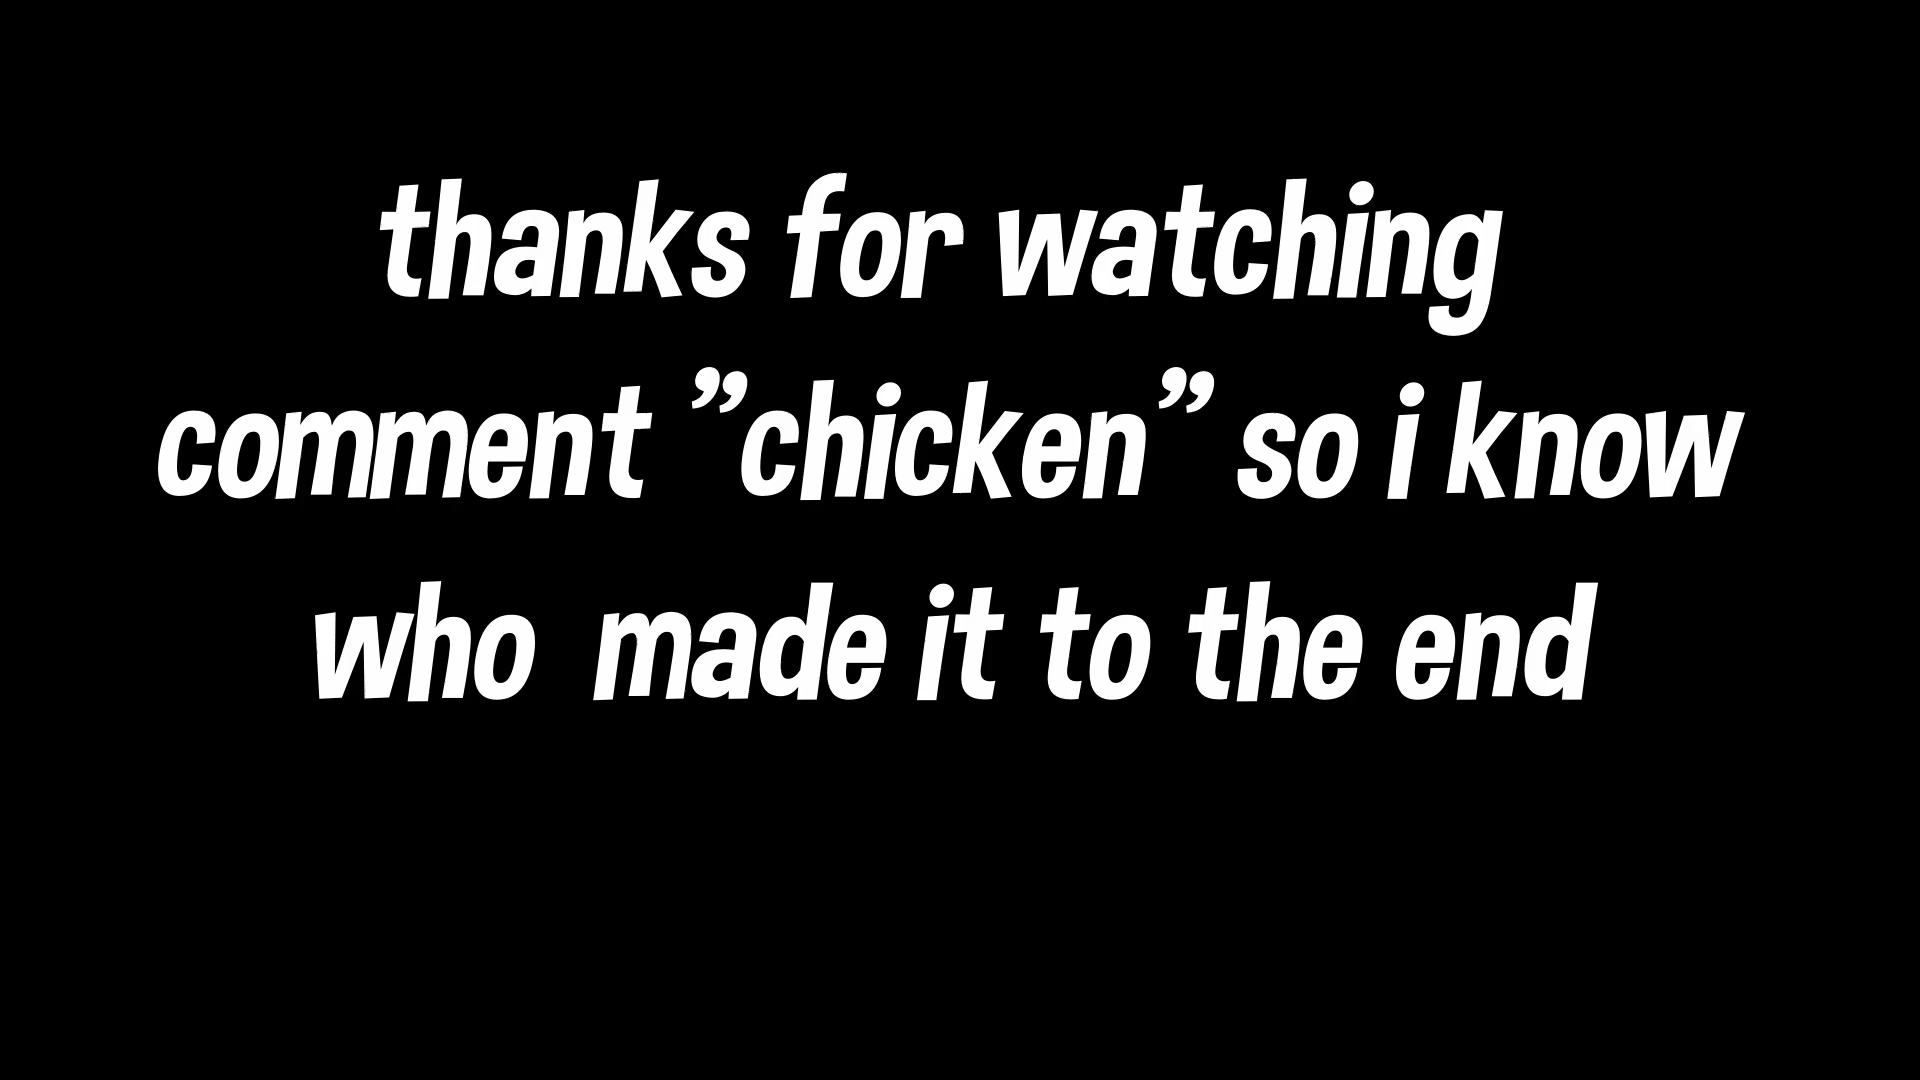 thanks for watching
comment ”chicken” so i know
who  made it to the end